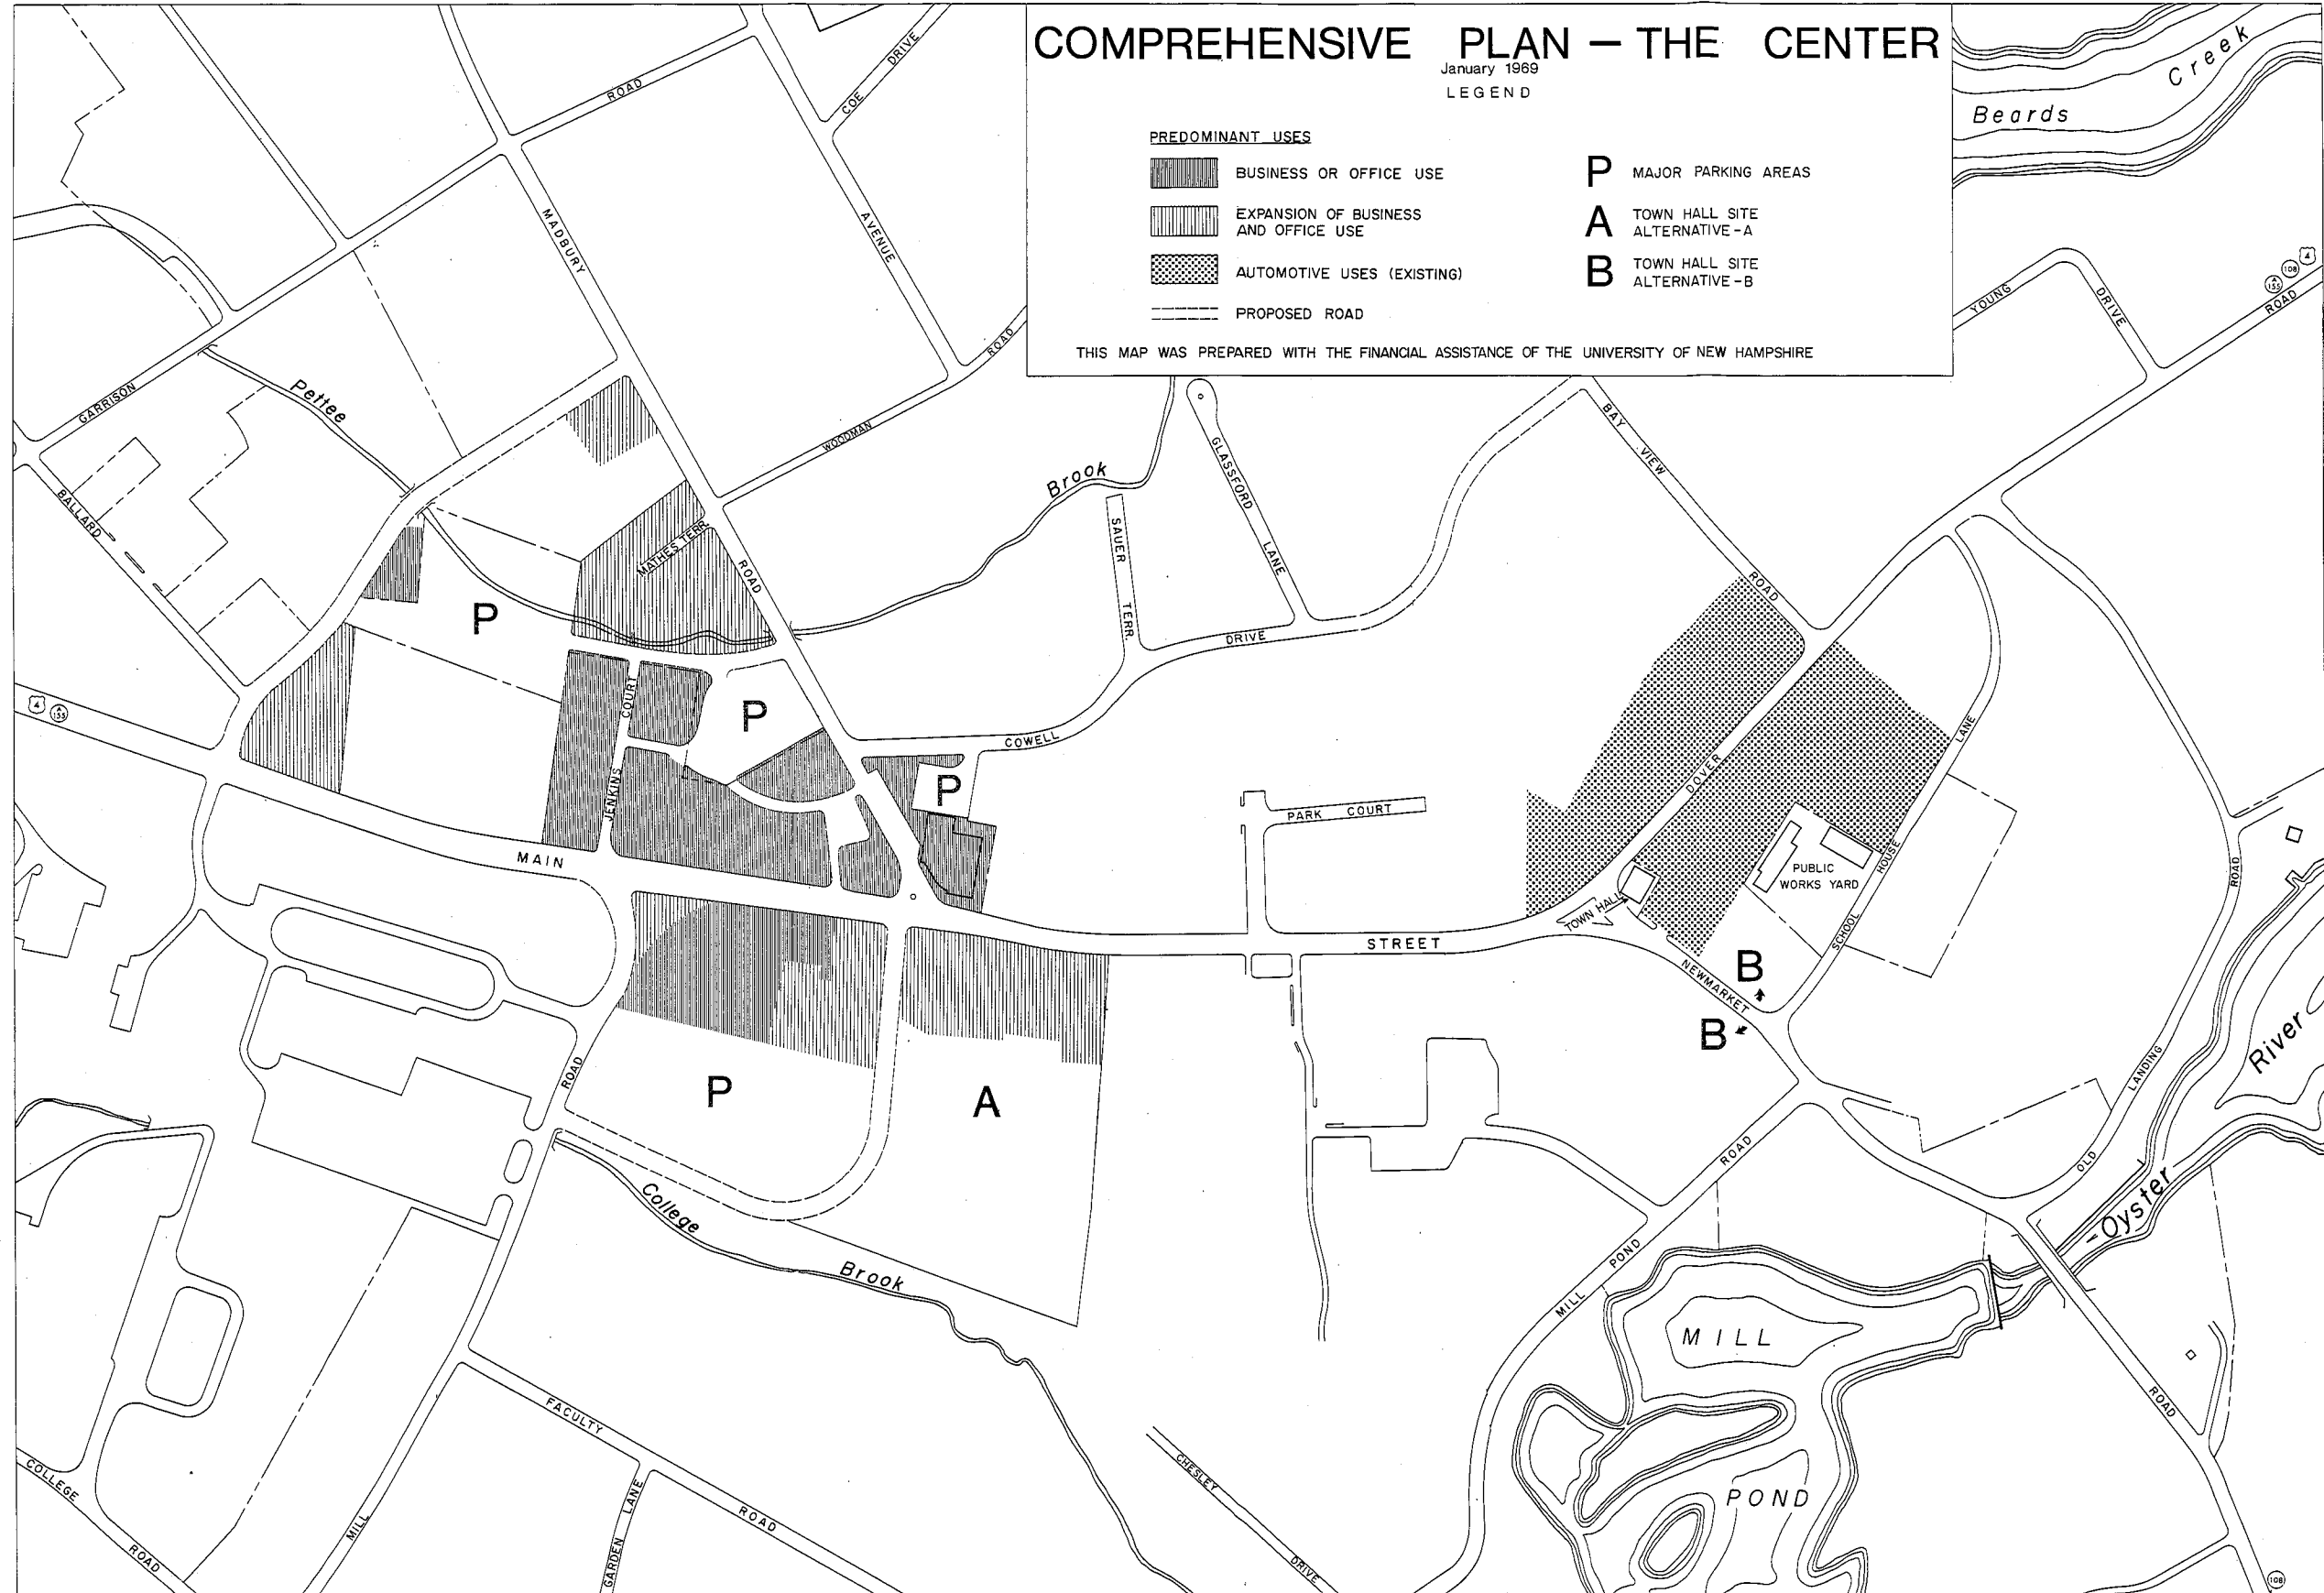 COMPREHENSIVE PLAN — THE CENTER
January 1969
LEGEND
PREDOMINANT USES
BUSINESS OR OFFICE USE
EXPANSION OF BUSINESS
AND OFFICE USE
AUTOMOTIVE USES (EXISTING)
PROPOSED ROAD
P MAJOR PARKING AREAS
A TOWN HALL SITE
ALTERNATIVE-A
B TOWN HALL SITE
ALTERNATIVE-B
THIS MAP WAS PREPARED WITH THE FINANCIAL ASSISTANCE OF THE UNIVERSITY OF NEW HAMPSHIRE
Beards Creek
COE DRIVE
ROAD
MADBURY
AVENUE
ROAD
WOODMAN
YOUNG DRIVE
4
108
A 155
ROAD
GARRISON
Pettee
Brook
BALLARD
MATHES TERR.
ROAD
SAUER TERR.
GLASSFORD LANE
BAY VIEW ROAD
DRIVE
COWELL
P
P
P
4
A 155
COURT
JENKINS
MAIN
STREET
PARK COURT
DOVER
LANE
HOUSE
SCHOOL
PUBLIC
WORKS YARD
TOWN HALL
NEWMARKET
B
B
ROAD
LANDING
OLD
River
Oyster
ROAD
P
A
College
Brook
ROAD
POND
MILL
MILL
POND
FACULTY
ROAD
GARDEN LANE
MILL
COLLEGE
ROAD
CHESLEY
DRIVE
ROAD
108